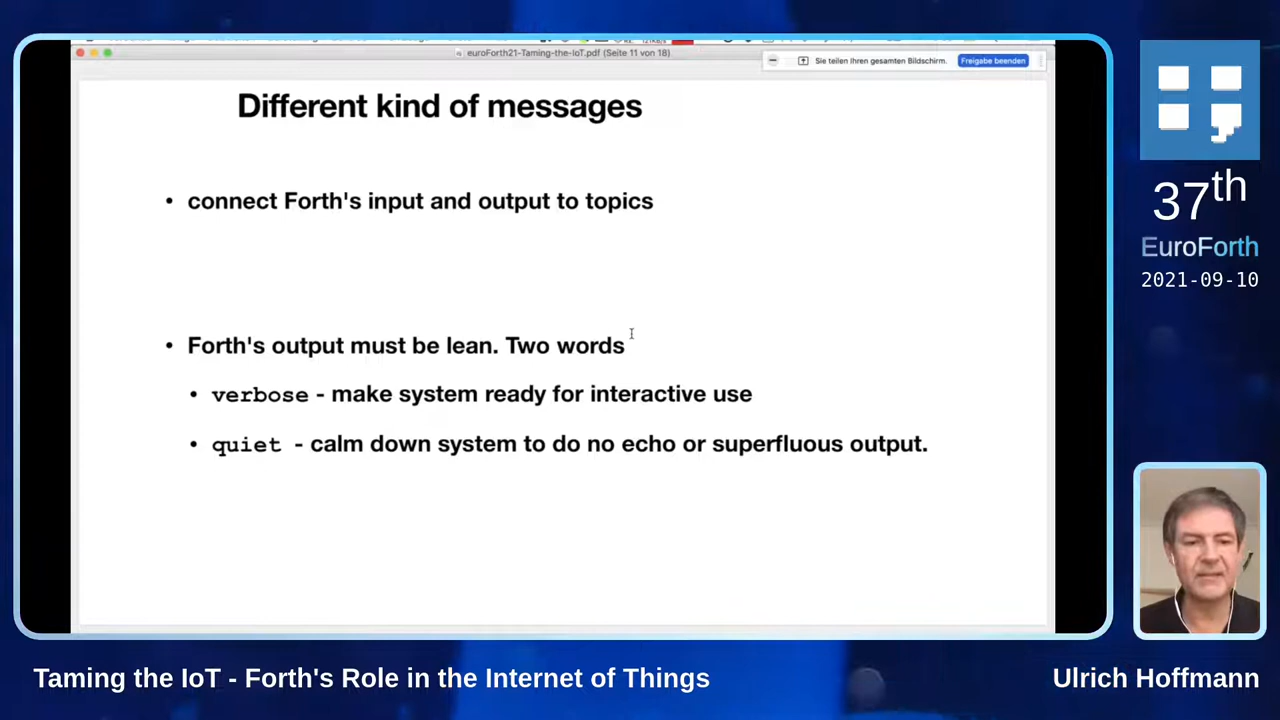 euroForth21-Taming-the-IoT.pdf (Seite 11 von 18)
Sie teilen Ihren gesamten Bildschirm.
Freigabe beenden
Different kind of messages
• connect Forth's input and output to topics
• Forth's output must be lean. Two words
• verbose - make system ready for interactive use
• quiet - calm down system to do no echo or superfluous output.
37th
EuroForth
2021-09-10
Taming the IoT - Forth's Role in the Internet of Things
Ulrich Hoffmann